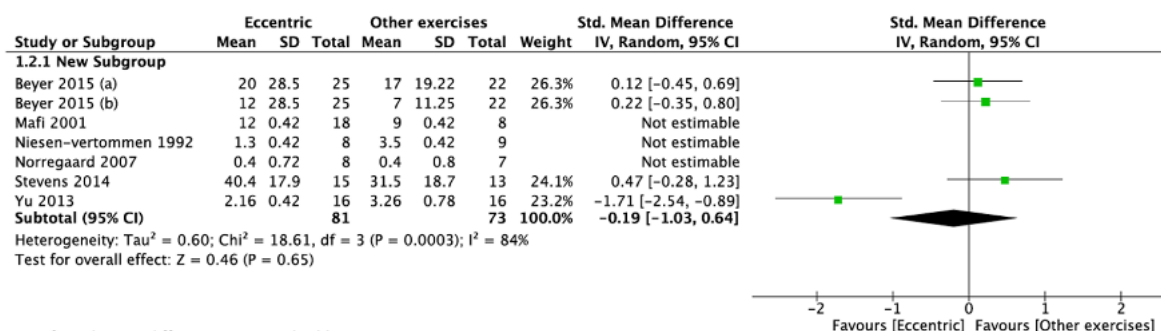 Eccentric Other exercises Std. Mean Difference Std. Mean Difference
Study or Subgroup Mean SD Total Mean SD Total Weight IV, Random, 95% CI IV, Random, 95% CI
1.2.1 New Subgroup
Beyer 2015 (a) 20 28.5 25 17 19.22 22 26.3% 0.12 [-0.45, 0.69]
Beyer 2015 (b) 12 28.5 25 7 11.25 22 26.3% 0.22 [-0.35, 0.80]
Mafi 2001 12 0.42 18 9 0.42 8 Not estimable
Niesen-vertommen 1992 1.3 0.42 8 3.5 0.42 9 Not estimable
Norregaard 2007 0.4 0.72 8 0.4 0.8 7 Not estimable
Stevens 2014 40.4 17.9 15 31.5 18.7 13 24.1% 0.47 [-0.28, 1.23]
Yu 2013 2.16 0.42 16 3.26 0.78 16 23.2% -1.71 [-2.54, -0.89]
Subtotal (95% CI) 81 73 100.0% -0.19 [-1.03, 0.64]
Heterogeneity: Tau² = 0.60; Chi² = 18.61, df = 3 (P = 0.0003); I² = 84%
Test for overall effect: Z = 0.46 (P = 0.65)
-2 -1 0 1 2
Favours [Eccentric] Favours [Other exercises]